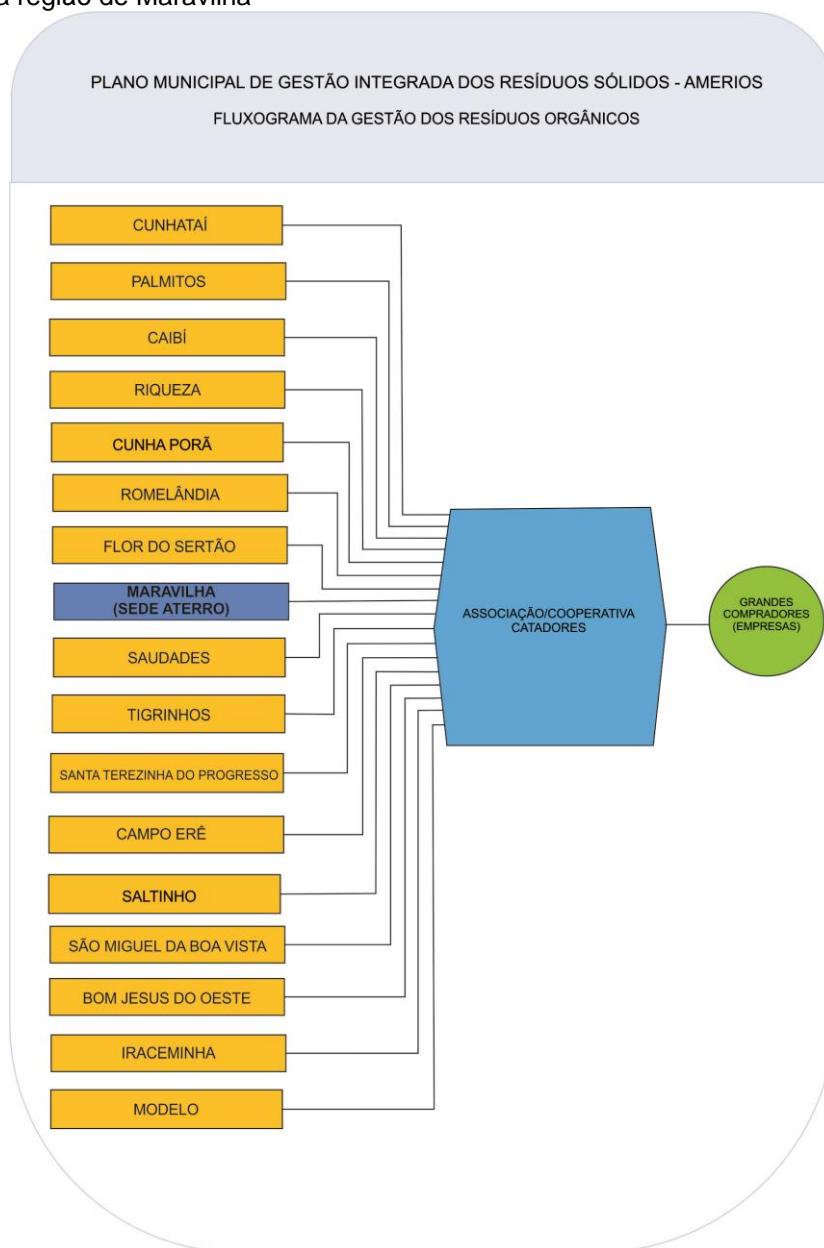 a região de Maravilha
PLANO MUNICIPAL DE GESTÃO INTEGRADA DOS RESÍDUOS SÓLIDOS - AMERIOS
FLUXOGRAMA DA GESTÃO DOS RESÍDUOS ORGÂNICOS
CUNHATAÍ
PALMITOS
CAIBÍ
RIQUEZA
CUNHA PORÃ
ROMELÂNDIA
FLOR DO SERTÃO
MARAVILHA
(SEDE ATERRO)
SAUDADES
TIGRINHOS
SANTA TEREZINHA DO PROGRESSO
CAMPO ERÊ
SALTINHO
SÃO MIGUEL DA BOA VISTA
BOM JESUS DO OESTE
IRACEMINHA
MODELO
ASSOCIAÇÃO/COOPERATIVA
CATADORES
GRANDES
COMPRADORES
(EMPRESAS)